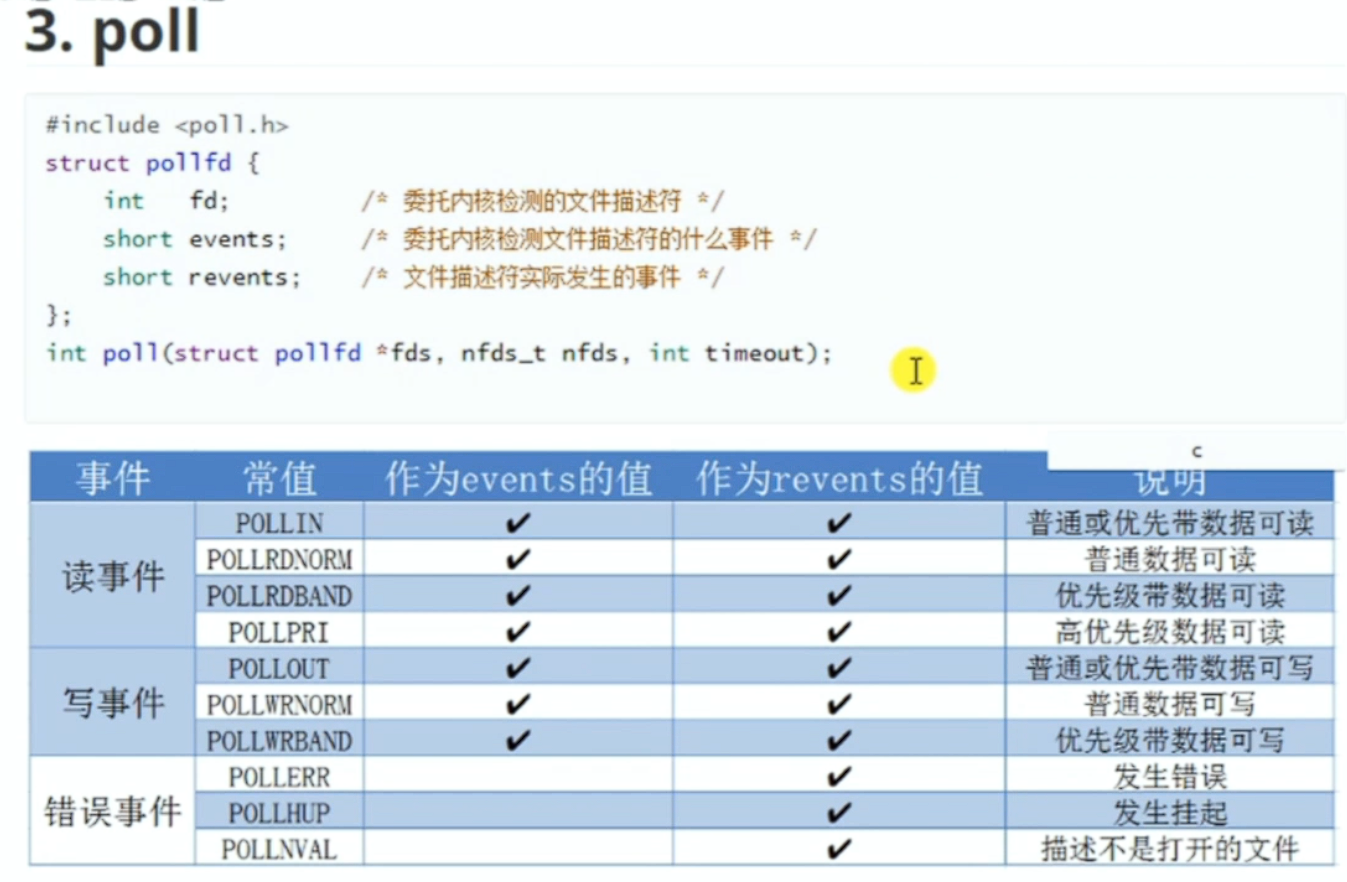 3. poll
#include <poll.h>
struct pollfd {
int fd; /* 委托内核检测的文件描述符 */
short events; /* 委托内核检测文件描述符的什么事件 */
short revents; /* 文件描述符实际发生的事件 */
};
int poll(struct pollfd *fds, nfds_t nfds, int timeout);
c
事件 常值 作为events的值 作为revents的值 说明
读事件
POLLIN ✔ ✔ 普通或优先带数据可读
POLLRDNORM ✔ ✔ 普通数据可读
POLLRDBAND ✔ ✔ 优先级带数据可读
POLLPRI ✔ ✔ 高优先级数据可读
写事件
POLLOUT ✔ ✔ 普通或优先带数据可写
POLLWRNORM ✔ ✔ 普通数据可写
POLLWRBAND ✔ ✔ 优先级带数据可写
错误事件
POLLERR ✔ 发生错误
POLLHUP ✔ 发生挂起
POLLNVAL ✔ 描述不是打开的文件